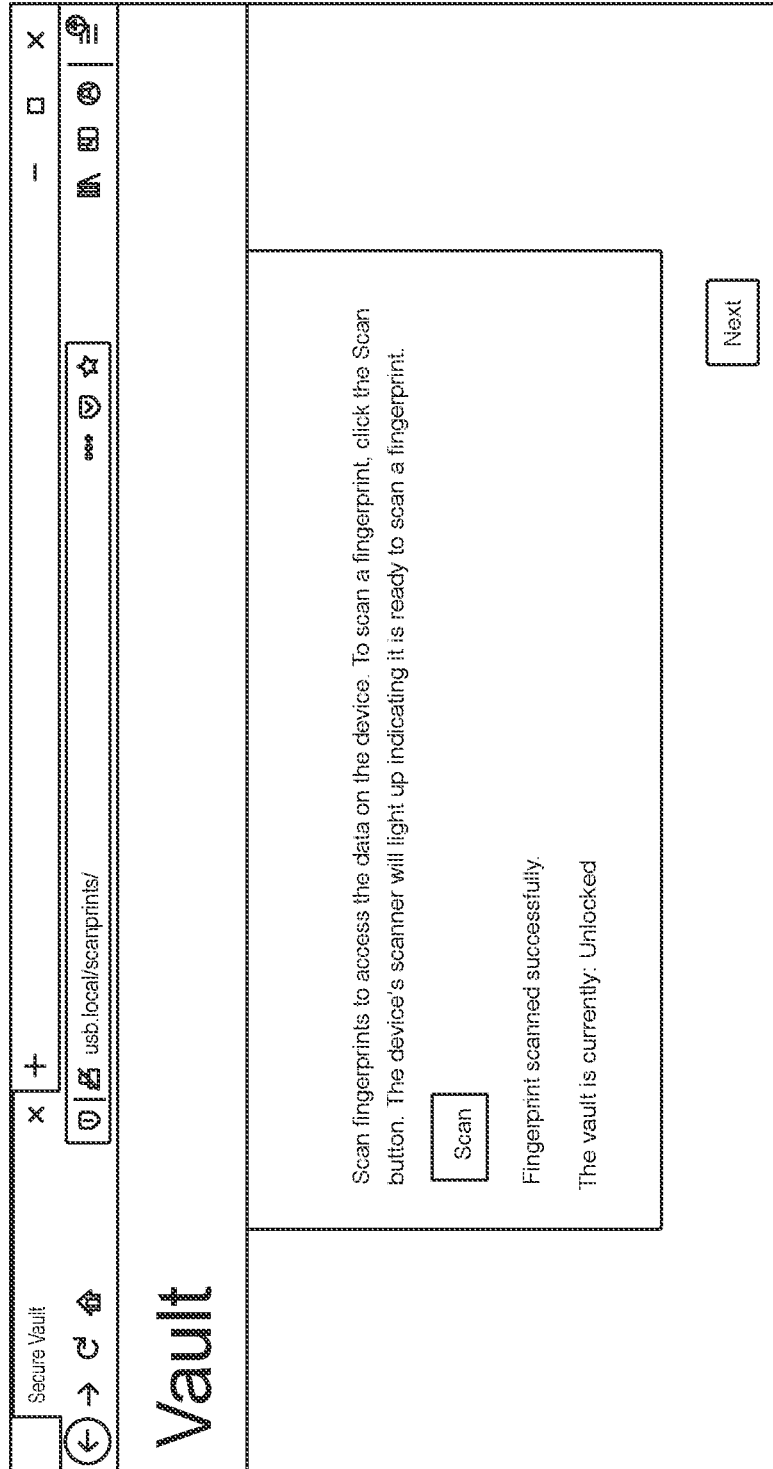 Secure Vault
usb.local/scanprints/
Vault
Scan fingerprints to access the data on the device. To scan a fingerprint, click the Scan
button. The device's scanner will light up indicating it is ready to scan a fingerprint.
Scan
Fingerprint scanned successfully.
The vault is currently: Unlocked
Next